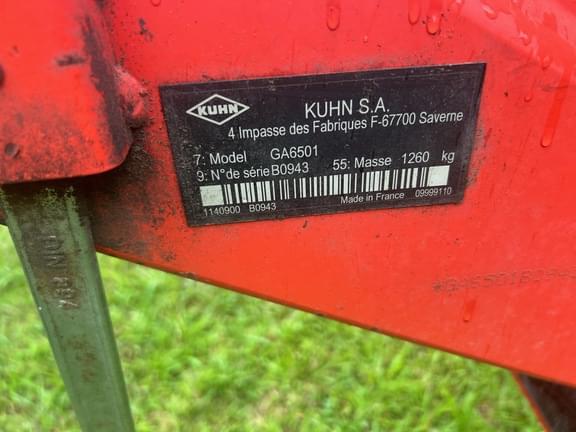 KUHN
KUHN S.A.
4 Impasse des Fabriques F-67700 Saverne
7: Model GA6501
9: N° de série B0943 55: Masse 1260 kg
1140900 B0943 Made in France 09999110